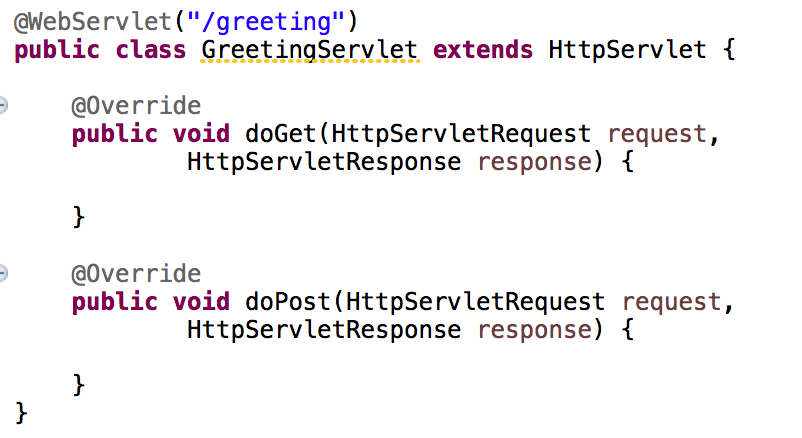 @WebServlet("/greeting")
public class GreetingServlet extends HttpServlet {
@Override
public void doGet(HttpServletRequest request,
HttpServletResponse response) {
}
@Override
public void doPost(HttpServletRequest request,
HttpServletResponse response) {
}
}